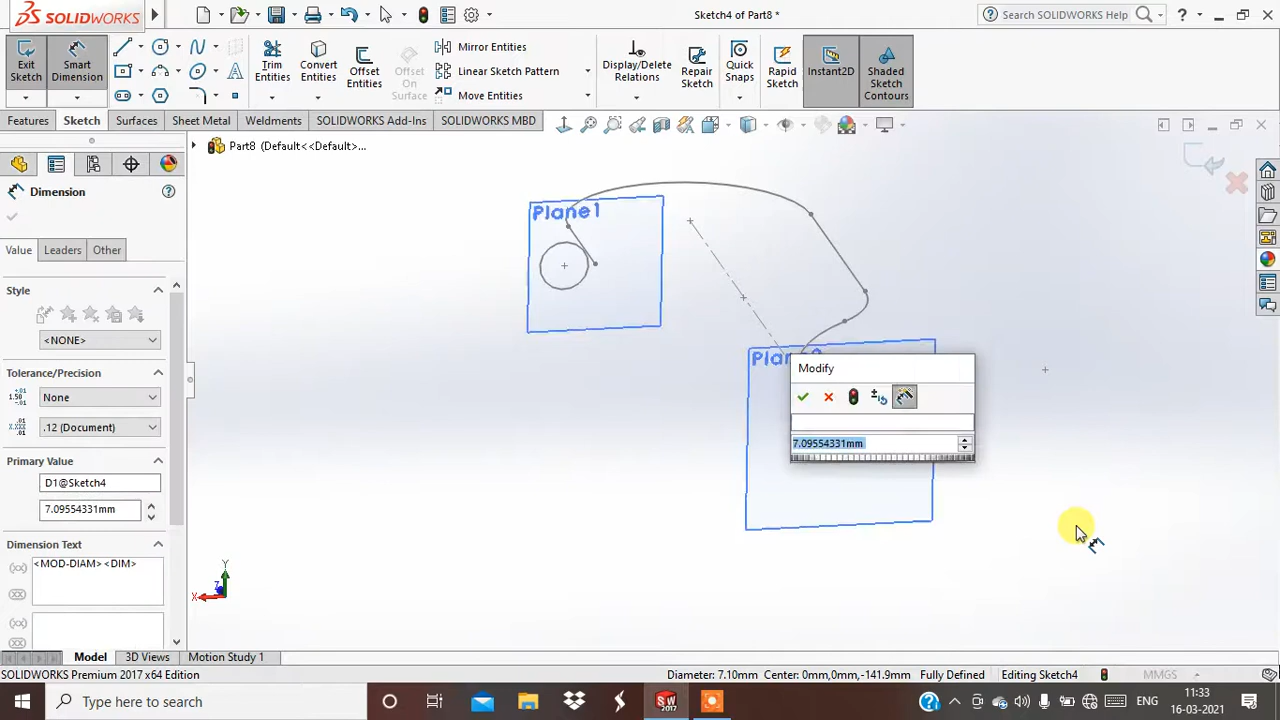 SOLIDWORKS
Sketch4 of Part8 *
Search SOLIDWORKS Help
Exit Sketch
Smart Dimension
Trim Entities
Convert Entities
Offset Entities
Offset On Surface
Mirror Entities
Linear Sketch Pattern
Move Entities
Display/Delete Relations
Repair Sketch
Quick Snaps
Rapid Sketch
Instant2D
Shaded Sketch Contours
Features
Sketch
Surfaces
Sheet Metal
Weldments
SOLIDWORKS Add-Ins
SOLIDWORKS MBD
Part8 (Default<<Default>...
Dimension
Value
Leaders
Other
Style
<NONE>
Tolerance/Precision
None
.12 (Document)
Primary Value
D1@Sketch4
7.09554331mm
Dimension Text
<MOD-DIAM> <DIM>
Plane1
Modify
7.09554331mm
Y
X
Z
Model
3D Views
Motion Study 1
SOLIDWORKS Premium 2017 x64 Edition
Diameter: 7.10mm
Center: 0mm,0mm,-141.9mm
Fully Defined
Editing Sketch4
MMGS
Type here to search
ENG
11:33
16-03-2021